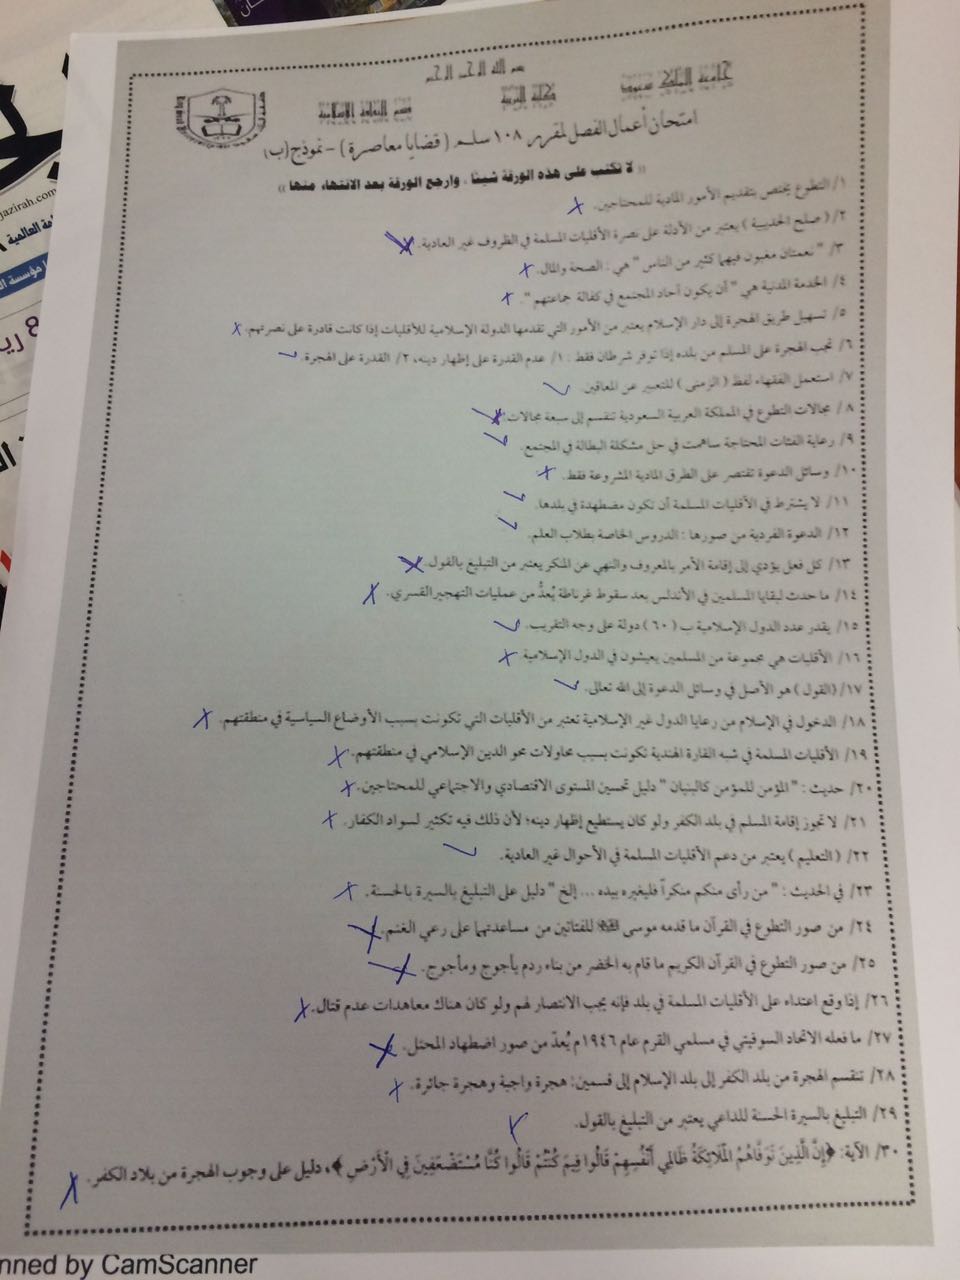 بسم الله الرحمن الرحيم
جامعة الملك سعود كلية التربية قسم الثقافة الإسلامية
امتحان أعمال الفصل لمقرر ١٠٨ سلم ( قضايا معاصرة ) - نموذج (ب)
(( لا تكتب على هذه الورقة شيئا ، وارجع الورقة بعد الانتهاء منها ))
١/ التطوع يختص بتقديم الأمور المادية للمحتاجين. ✗
٢/ ( صلح الحديبية ) يعتبر من الأدلة على نصرة الأقليات المسلمة في الظروف غير العادية.
٣/ " نعمتان مغبون فيهما كثير من الناس " هي : الصحة والمال. ✗
٤/ الخدمة المدنية هي " أن يكون آحاد المجتمع في كفالة جماعتهم ". ✗
٥/ تسهيل طريق الهجرة إلى دار الإسلام يعتبر من الأمور التي تقدمها الدولة الإسلامية للأقليات إذا كانت قادرة على نصرتهم. ✗
٦/ تجب الهجرة على المسلم من بلده إذا توفر شرطان فقط : ١/ عدم القدرة على إظهار دينه، ٢/ القدرة على الهجرة. ✓
٧/ استعمل الفقهاء لفظ ( الزمنى ) للتعبير عن المعاقين. ✓
٨/ مجالات التطوع في المملكة العربية السعودية تنقسم إلى سبعة مجالات.
٩/ رعاية الفئات المحتاجة ساهمت في حل مشكلة البطالة في المجتمع. ✓
١٠/ وسائل الدعوة تقتصر على الطرق المادية المشروعة فقط. ✗
١١/ لا يشترط في الأقليات المسلمة أن تكون مضطهدة في بلدها. ✓
١٢/ الدعوة الفردية من صورها : الدروس الخاصة بطلاب العلم. ✓
١٣/ كل فعل يؤدي إلى إقامة الأمر بالمعروف والنهي عن المنكر يعتبر من التبليغ بالقول. ✗
١٤/ ما حدث لبقايا المسلمين في الأندلس بعد سقوط غرناطة يُعدُّ من عمليات التهجير القسري. ✗
١٥/ يقدر عدد الدول الإسلامية ب ( ٦٠ ) دولة على وجه التقريب. ✓
١٦/ الأقليات هي مجموعة من المسلمين يعيشون في الدول الإسلامية. ✗
١٧/ (القول ) هو الأصل في وسائل الدعوة إلى الله تعالى. ✓
١٨/ الدخول في الإسلام من رعايا الدول غير الإسلامية تعتبر من الأقليات التي تكونت بسبب الأوضاع السياسية في منطقتهم. ✗
١٩/ الأقليات المسلمة في شبه القارة الهندية تكونت بسبب محاولات محو الدين الإسلامي في منطقتهم. ✗
٢٠/ حديث : " المؤمن للمؤمن كالبنيان " دليل تحسين المستوى الاقتصادي والاجتماعي للمحتاجين. ✗
٢١/ لا تجوز إقامة المسلم في بلد الكفر ولو كان يستطيع إظهار دينه؛ لأن ذلك فيه تكثير لسواد الكفار. ✗
٢٢/ ( التعليم ) يعتبر من دعم الأقليات المسلمة في الأحوال غير العادية. ✓
٢٣/ في الحديث : " من رأى منكم منكراً فليغيره بيده ... إلخ " دليل على التبليغ بالسيرة بالحسنة. ✗
٢٤/ من صور التطوع في القرآن ما قدمه موسى للفتاتين من مساعدتهما على رعي الغنم. ✗
٢٥/ من صور التطوع في القرآن الكريم ما قام به الخضر من بناء ردم يأجوج ومأجوج. ✗
٢٦/ إذا وقع اعتداء على الأقليات المسلمة في بلد فإنه يجب الانتصار لهم ولو كان هناك معاهدات عدم قتال. ✗
٢٧/ ما فعله الاتحاد السوفيتي في مسلمي القرم عام ١٩٤٦م يُعدّ من صور اضطهاد المحتل. ✗
٢٨/ تنقسم الهجرة من بلد الكفر إلى بلد الإسلام إلى قسمين: هجرة واجبة وهجرة جائزة. ✗
٢٩/ التبليغ بالسيرة الحسنة للداعي يعتبر من التبليغ بالقول. ✗
٣٠/ الآية: ﴿إِنَّ الَّذِينَ تَوَفَّاهُمُ الْمَلَائِكَةُ ظَالِمِي أَنْفُسِهِمْ قَالُوا فِيمَ كُنْتُمْ قَالُوا كُنَّا مُسْتَضْعَفِينَ فِي الْأَرْضِ ﴾، دليل على وجوب الهجرة من بلاد الكفر. ✗
nned by CamScanner
jazirah.com